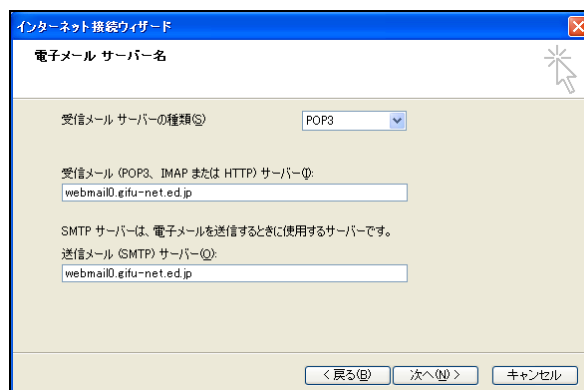 インターネット接続ウィザード
電子メール サーバー名
受信メール サーバーの種類(S)
POP3
受信メール (POP3、IMAP または HTTP) サーバー(I):
webmail0.gifu-net.ed.jp
SMTP サーバーは、電子メールを送信するときに使用するサーバーです。
送信メール (SMTP) サーバー(O):
webmail0.gifu-net.ed.jp
< 戻る(B) 次へ(N) > キャンセル